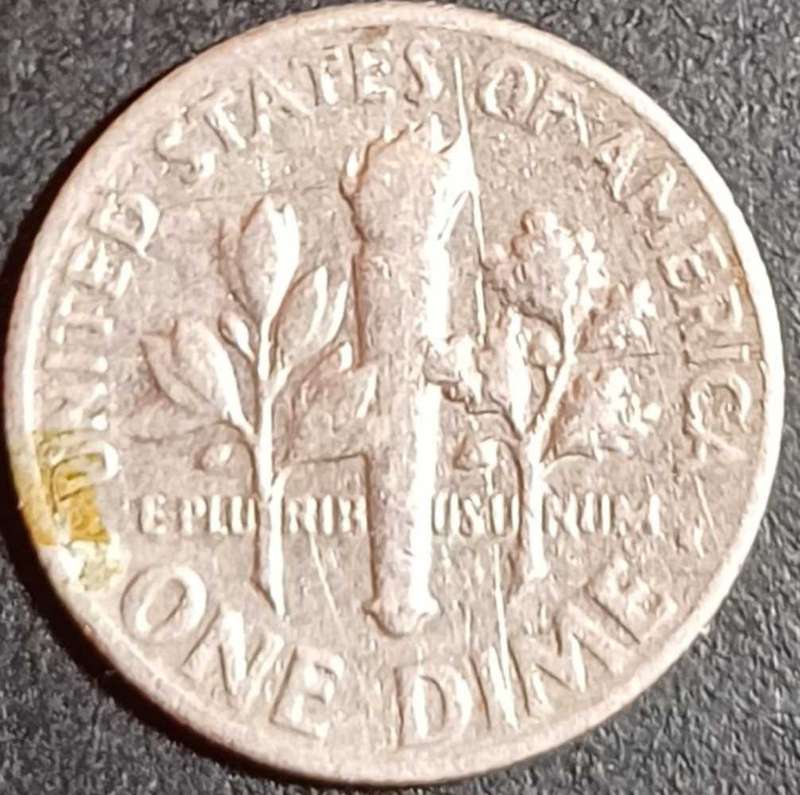 UNITED STATES OF AMERICA
E PLURIBUS UNUM
ONE DIME